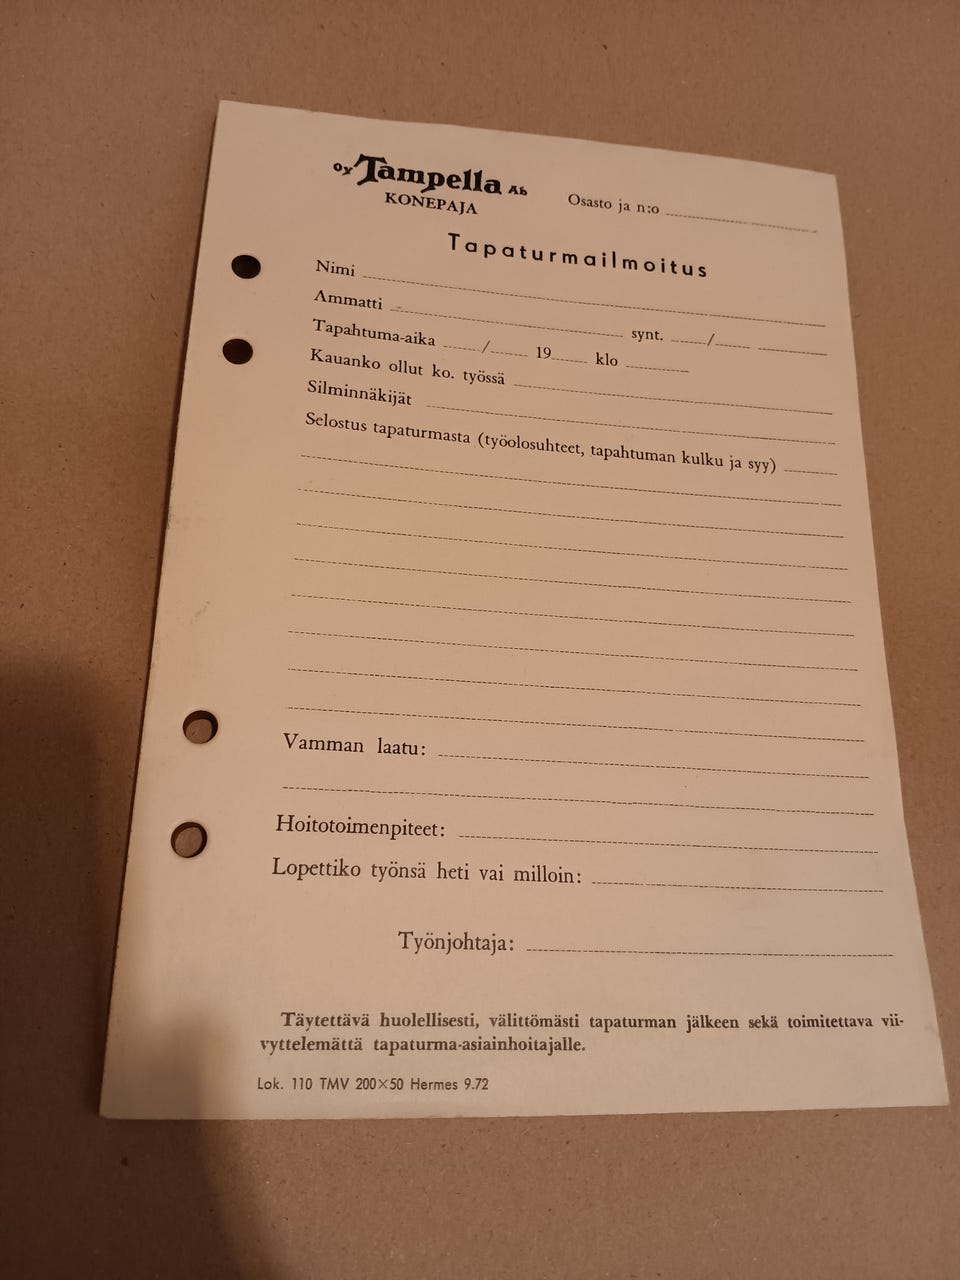 Oy Tampella Ab
KONEPAJA
Osasto ja n:o
Tapaturmailmoitus
Nimi
Ammatti synt. /
Tapahtuma-aika / 19 klo
Kauanko ollut ko. työssä
Silminnäkijät
Selostus tapaturmasta (työolosuhteet, tapahtuman kulku ja syy)
Vamman laatu:
Hoitotoimenpiteet:
Lopettiko työnsä heti vai milloin:
Työnjohtaja:
Täytettävä huolellisesti, välittömästi tapaturman jälkeen sekä toimitettava vii-
vyttelemättä tapaturma-asiainhoitajalle.
Lok. 110 TMV 200×50 Hermes 9.72